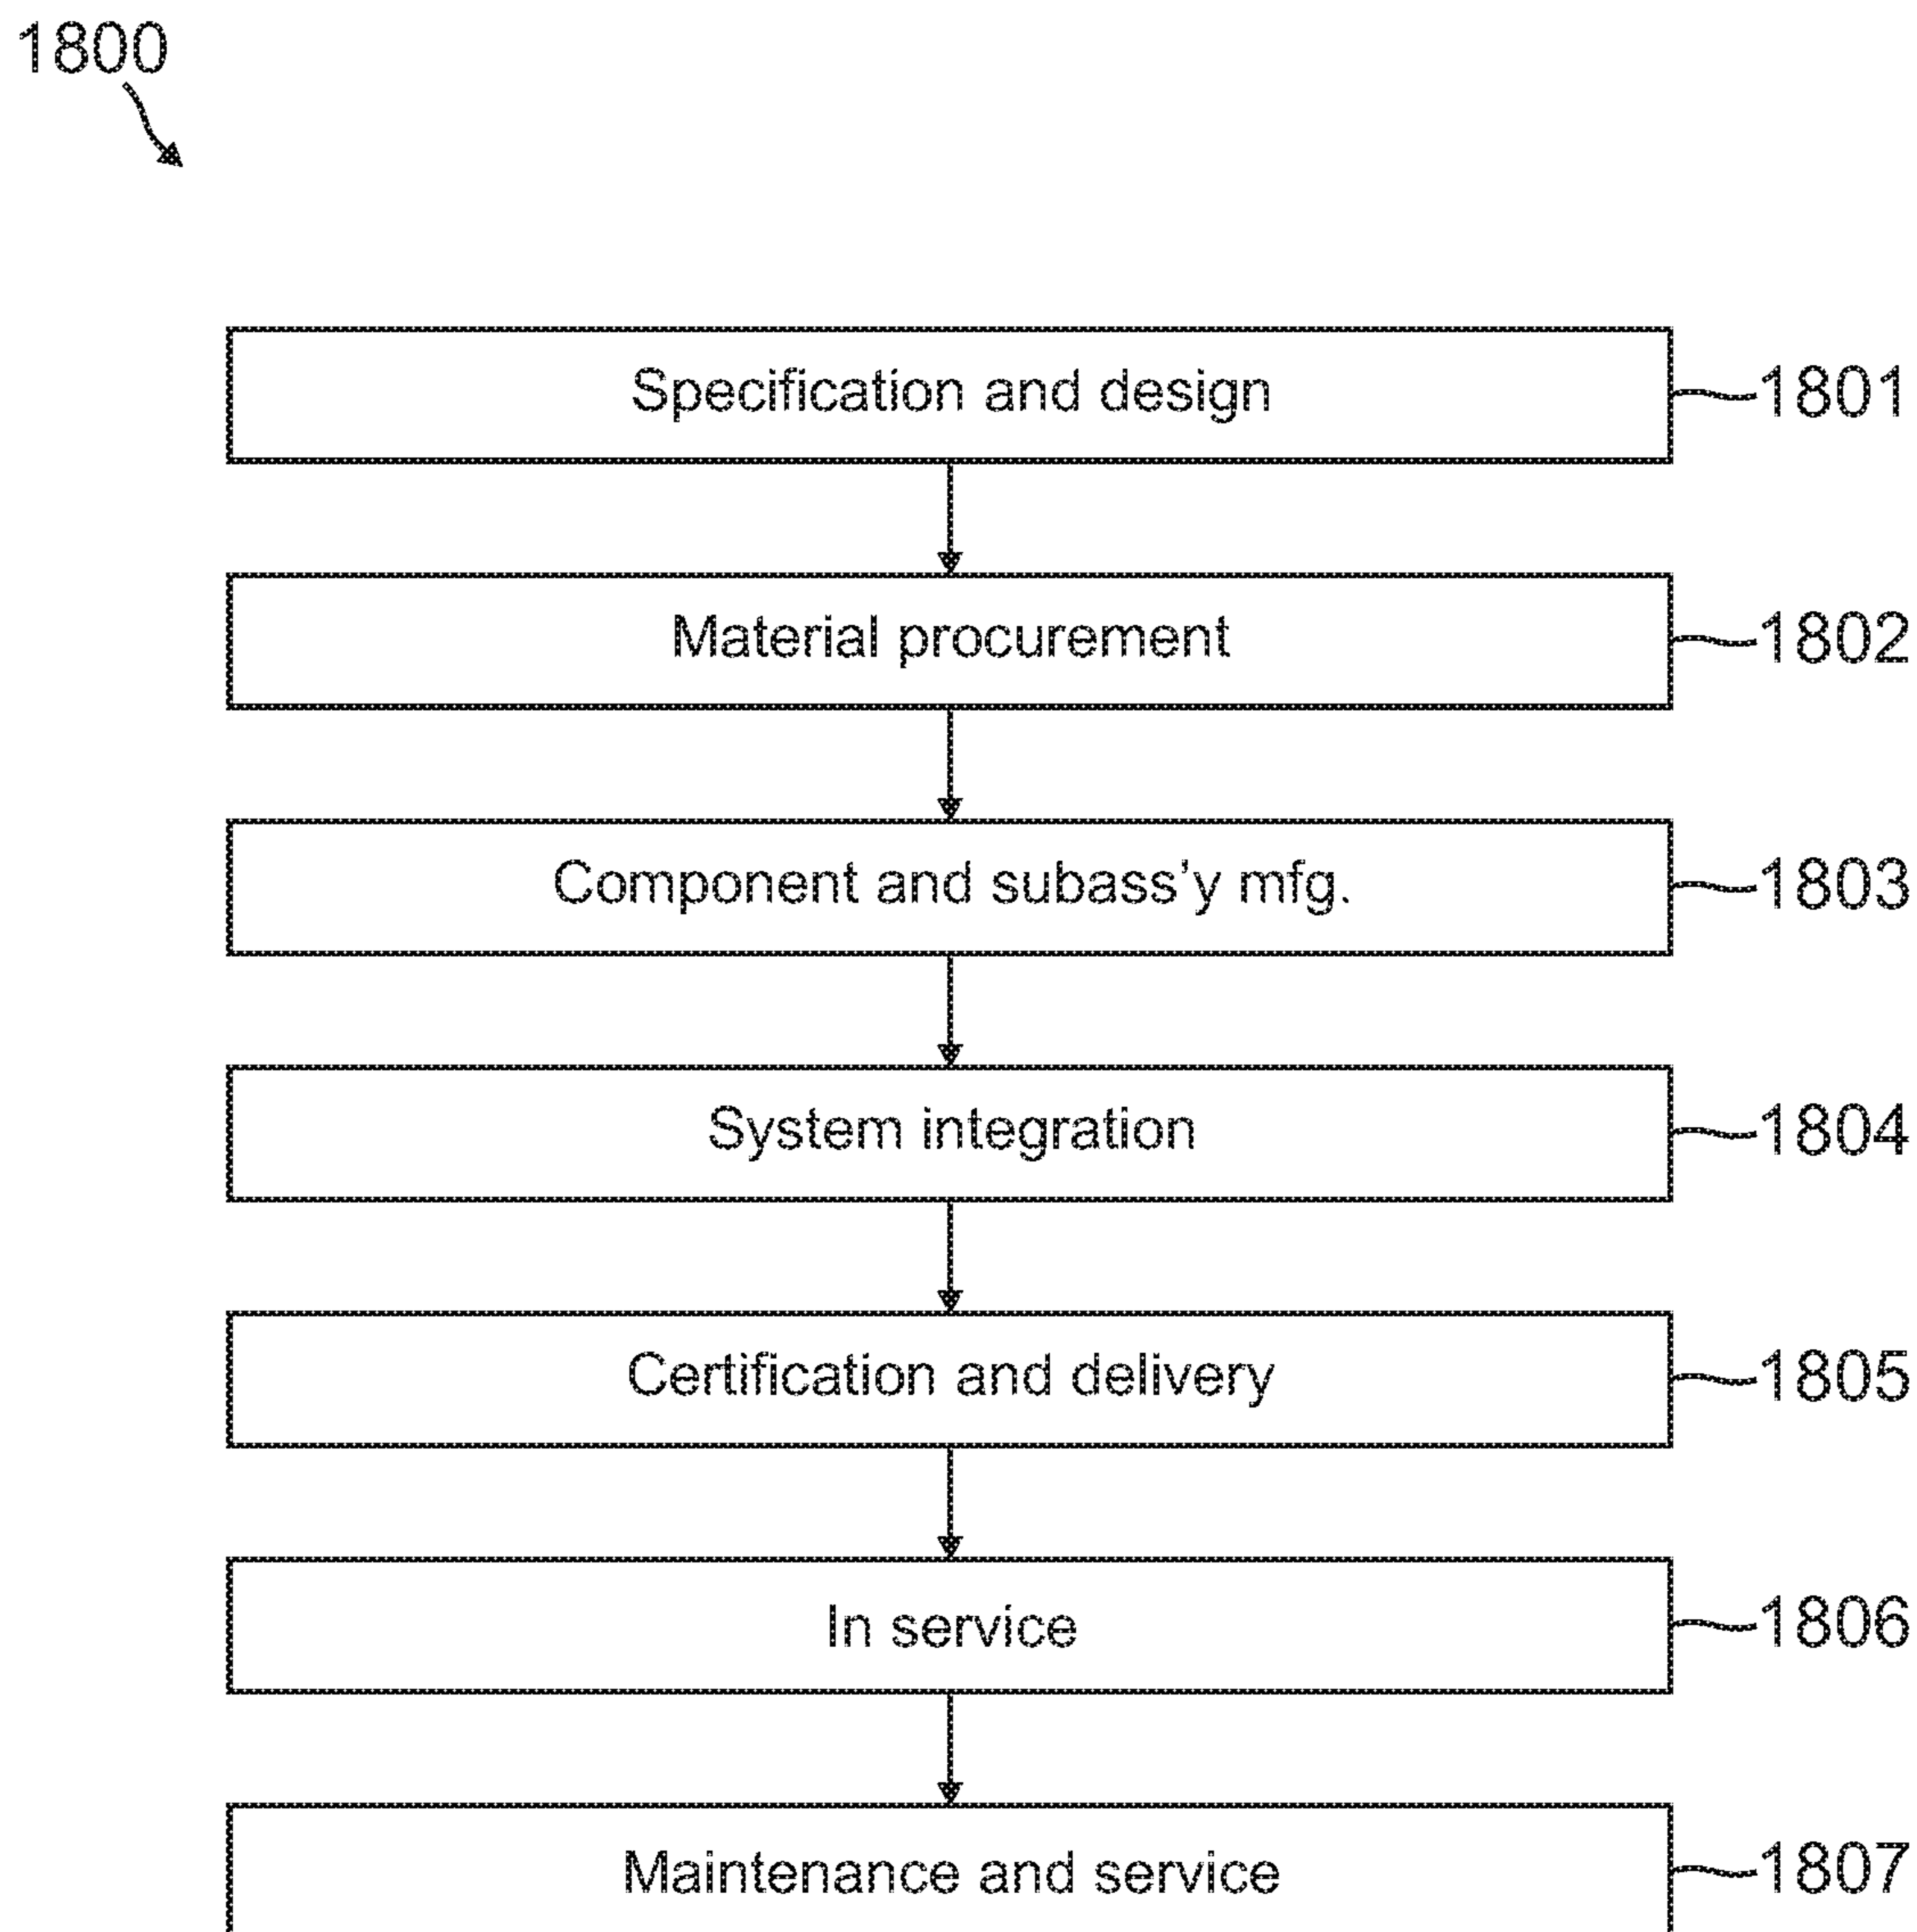 1800
Specification and design 1801
Material procurement 1802
Component and subass’y mfg. 1803
System integration 1804
Certification and delivery 1805
In service 1806
Maintenance and service 1807